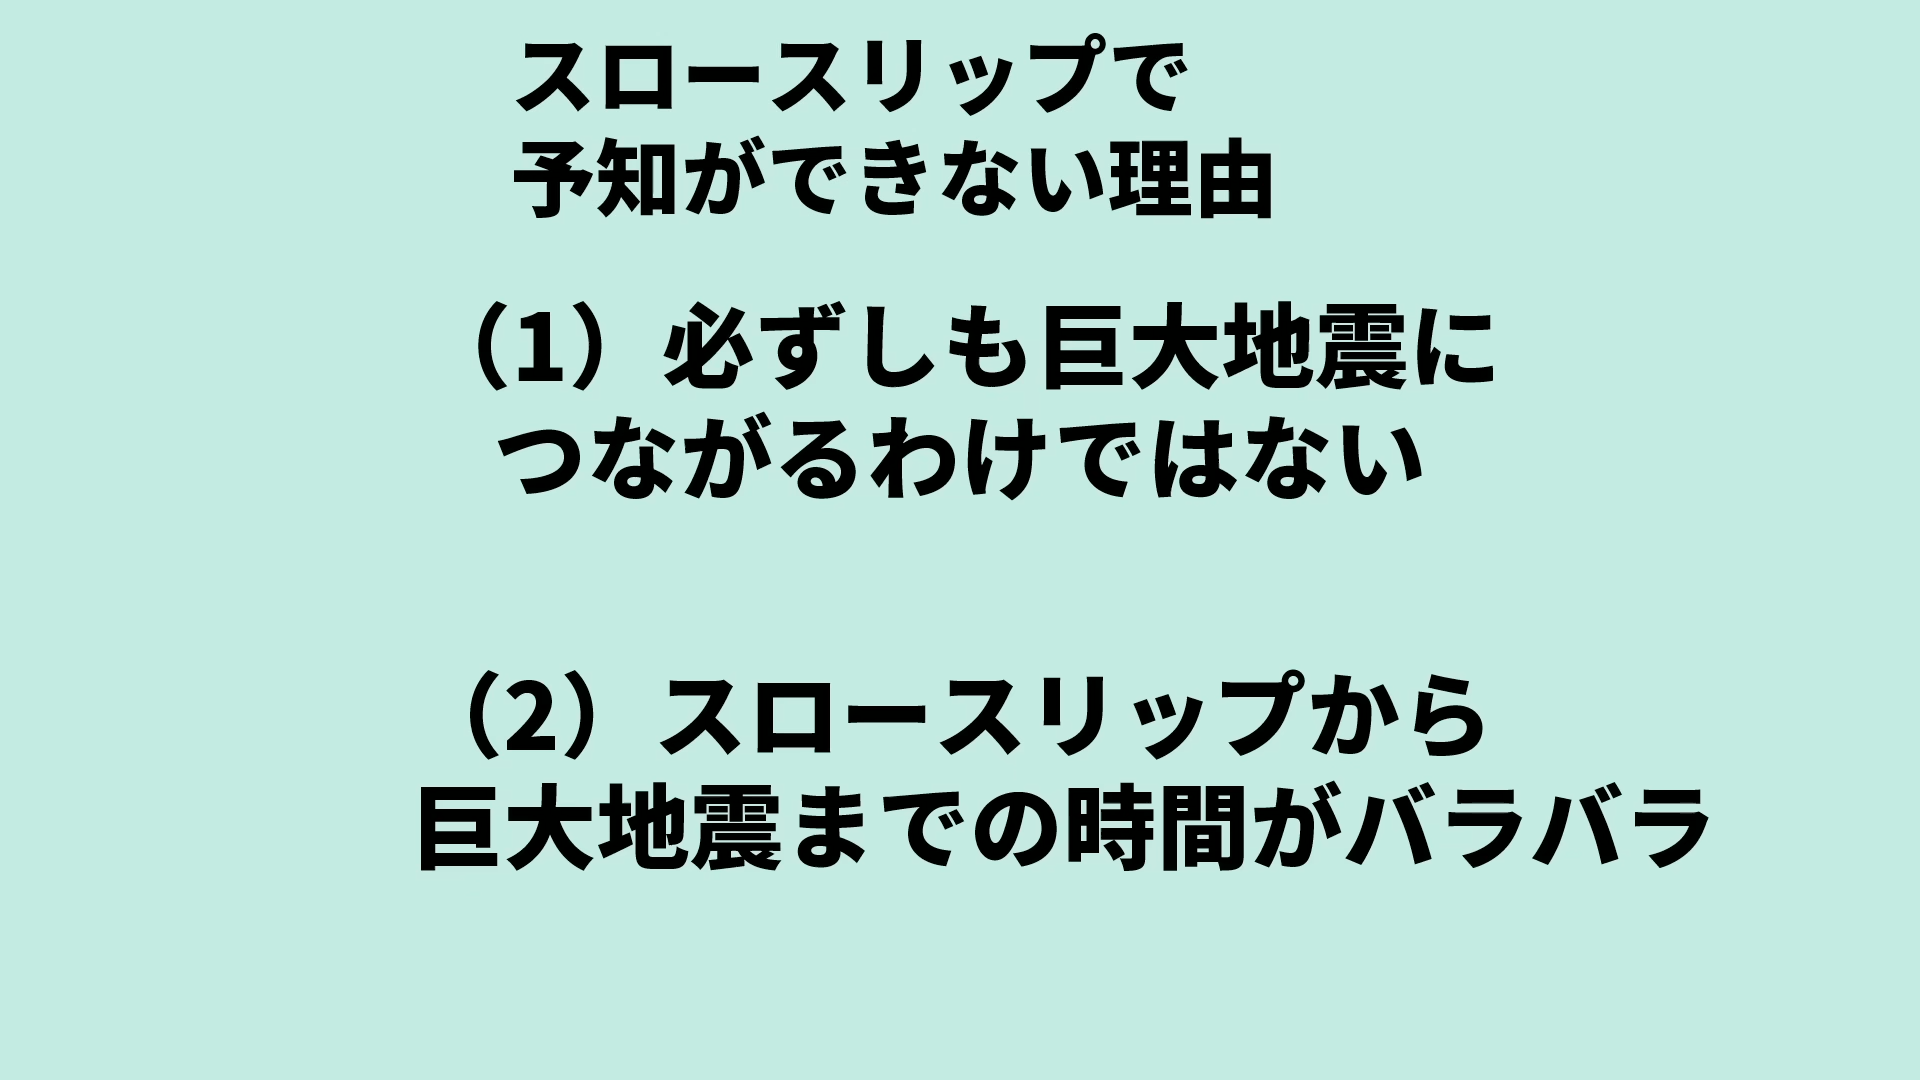 スロースリップで
予知ができない理由
（1）必ずしも巨大地震に
つながるわけではない
（2）スロースリップから
巨大地震までの時間がバラバラ